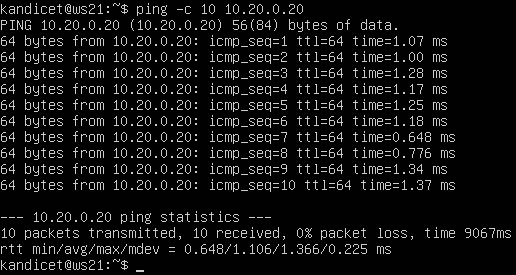 kandicet@ws21:~$ ping -c 10 10.20.0.20
PING 10.20.0.20 (10.20.0.20) 56(84) bytes of data.
64 bytes from 10.20.0.20: icmp_seq=1 ttl=64 time=1.07 ms
64 bytes from 10.20.0.20: icmp_seq=2 ttl=64 time=1.00 ms
64 bytes from 10.20.0.20: icmp_seq=3 ttl=64 time=1.28 ms
64 bytes from 10.20.0.20: icmp_seq=4 ttl=64 time=1.17 ms
64 bytes from 10.20.0.20: icmp_seq=5 ttl=64 time=1.25 ms
64 bytes from 10.20.0.20: icmp_seq=6 ttl=64 time=1.18 ms
64 bytes from 10.20.0.20: icmp_seq=7 ttl=64 time=0.648 ms
64 bytes from 10.20.0.20: icmp_seq=8 ttl=64 time=0.776 ms
64 bytes from 10.20.0.20: icmp_seq=9 ttl=64 time=1.34 ms
64 bytes from 10.20.0.20: icmp_seq=10 ttl=64 time=1.37 ms
--- 10.20.0.20 ping statistics ---
10 packets transmitted, 10 received, 0% packet loss, time 9067ms
rtt min/avg/max/mdev = 0.648/1.106/1.366/0.225 ms
kandicet@ws21:~$ _